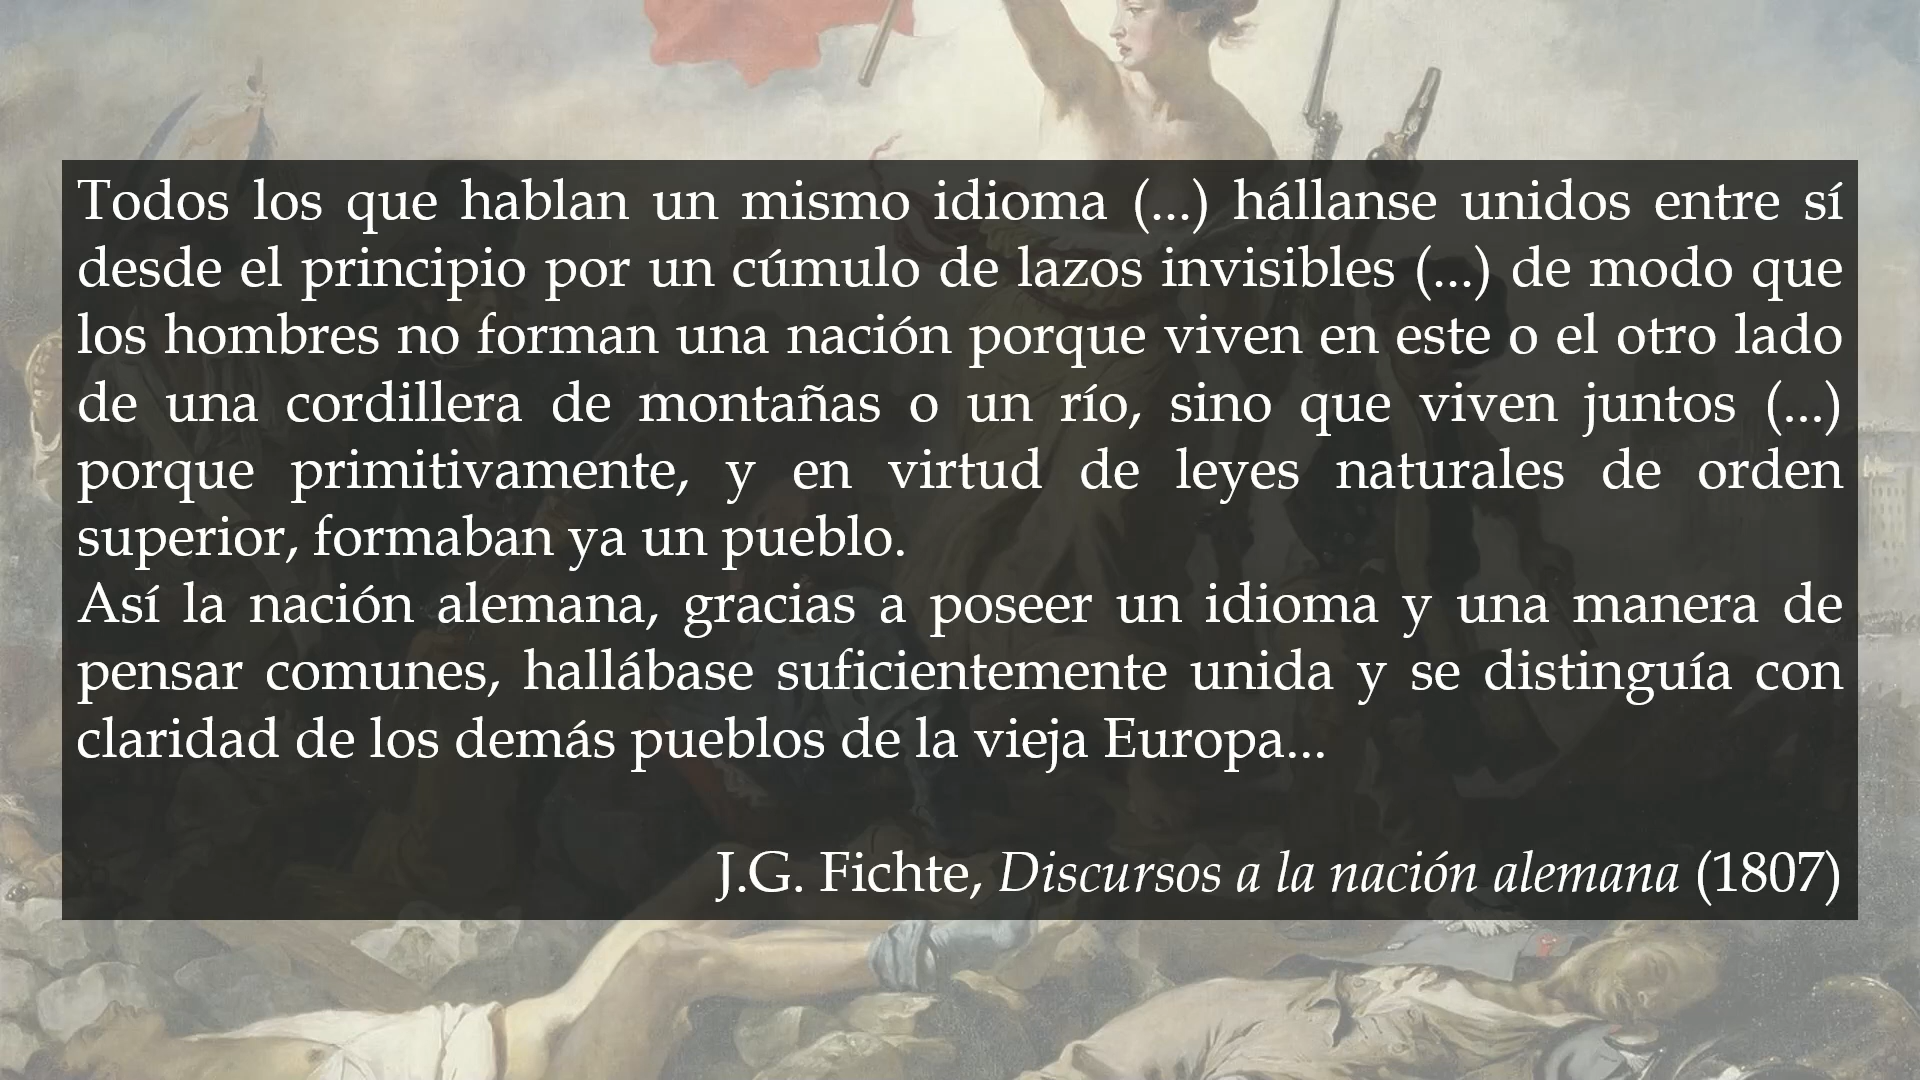 Todos los que hablan un mismo idioma (...) hállanse unidos entre sí
desde el principio por un cúmulo de lazos invisibles (...) de modo que
los hombres no forman una nación porque viven en este o el otro lado
de una cordillera de montañas o un río, sino que viven juntos (...)
porque primitivamente, y en virtud de leyes naturales de orden
superior, formaban ya un pueblo.
Así la nación alemana, gracias a poseer un idioma y una manera de
pensar comunes, hallábase suficientemente unida y se distinguía con
claridad de los demás pueblos de la vieja Europa...
J.G. Fichte, Discursos a la nación alemana (1807)